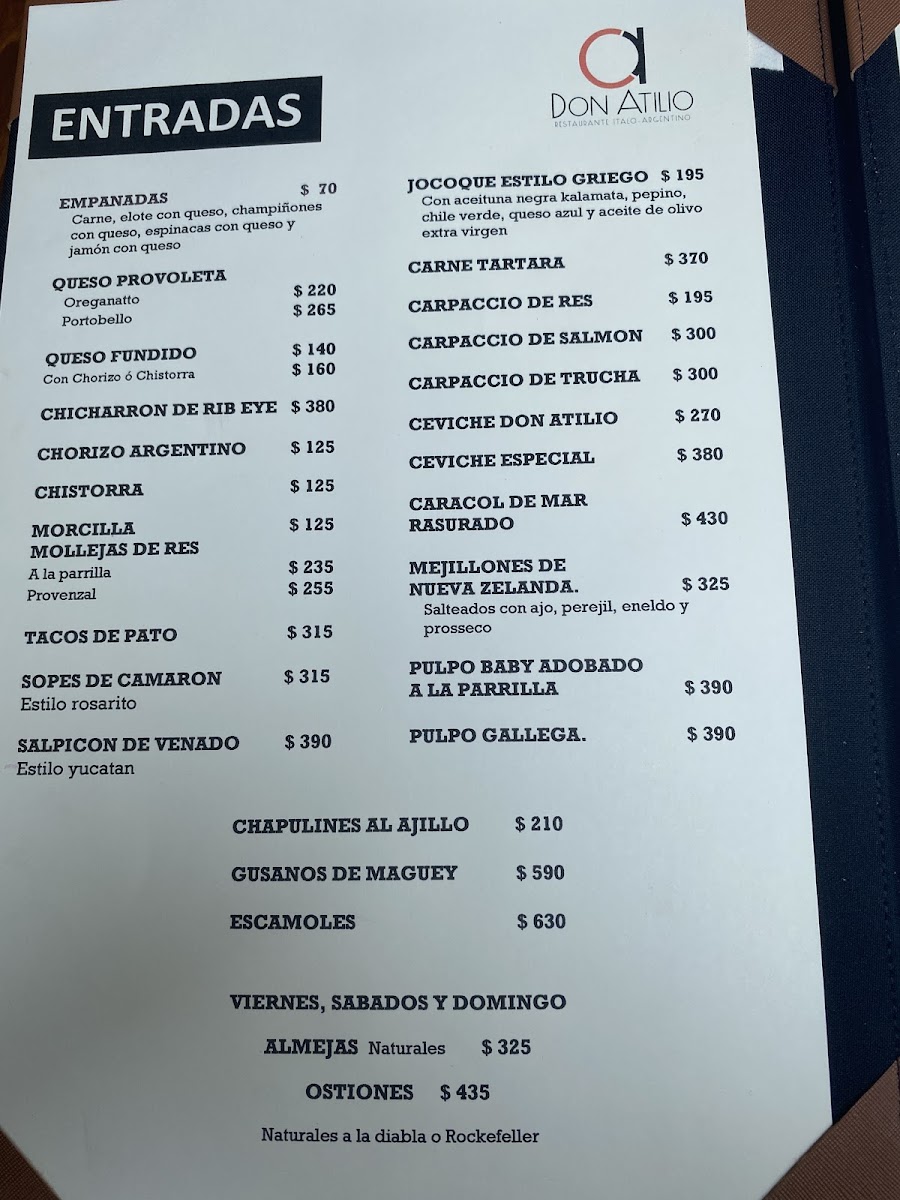 DON ATILIO
RESTAURANTE ITALO-ARGENTINO
ENTRADAS
EMPANADAS $ 70
Carne, elote con queso, champiñones
con queso, espinacas con queso y
jamón con queso
QUESO PROVOLETA
Oreganatto $ 220
Portobello $ 265
QUESO FUNDIDO $ 140
Con Chorizo ó Chistorra $ 160
CHICHARRON DE RIB EYE $ 380
CHORIZO ARGENTINO $ 125
CHISTORRA $ 125
MORCILLA $ 125
MOLLEJAS DE RES
A la parrilla $ 235
Provenzal $ 255
TACOS DE PATO $ 315
SOPES DE CAMARON $ 315
Estilo rosarito
SALPICON DE VENADO $ 390
Estilo yucatan
JOCOQUE ESTILO GRIEGO $ 195
Con aceituna negra kalamata, pepino,
chile verde, queso azul y aceite de olivo
extra virgen
CARNE TARTARA $ 370
CARPACCIO DE RES $ 195
CARPACCIO DE SALMON $ 300
CARPACCIO DE TRUCHA $ 300
CEVICHE DON ATILIO $ 270
CEVICHE ESPECIAL $ 380
CARACOL DE MAR
RASURADO $ 430
MEJILLONES DE
NUEVA ZELANDA. $ 325
Salteados con ajo, perejil, eneldo y
prosseco
PULPO BABY ADOBADO
A LA PARRILLA $ 390
PULPO GALLEGA. $ 390
CHAPULINES AL AJILLO $ 210
GUSANOS DE MAGUEY $ 590
ESCAMOLES $ 630
VIERNES, SABADOS Y DOMINGO
ALMEJAS Naturales $ 325
OSTIONES $ 435
Naturales a la diabla o Rockefeller